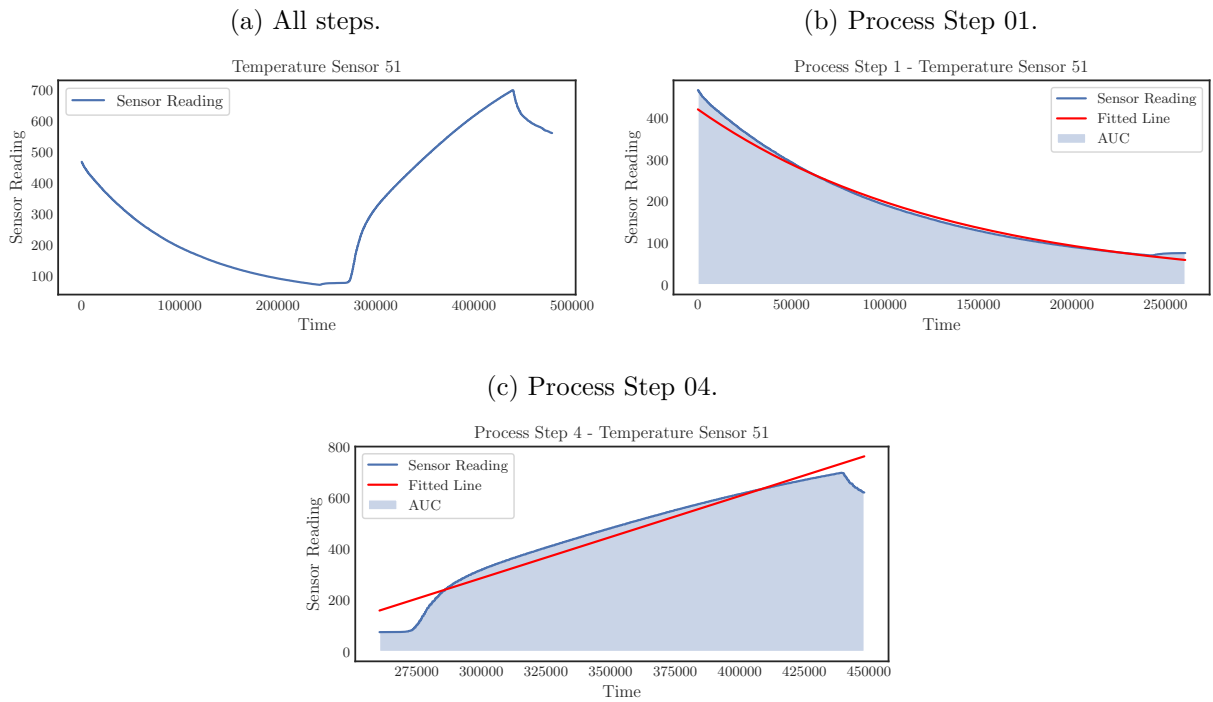 (a) All steps.
(b) Process Step 01.
Temperature Sensor 51
700
600
500
400
300
200
100
Sensor Reading
Sensor Reading
0
100000
200000
300000
400000
500000
Time
Process Step 1 - Temperature Sensor 51
400
300
200
100
0
Sensor Reading
Sensor Reading
Fitted Line
AUC
0
50000
100000
150000
200000
250000
Time
(c) Process Step 04.
Process Step 4 - Temperature Sensor 51
800
600
400
200
0
Sensor Reading
Sensor Reading
Fitted Line
AUC
275000
300000
325000
350000
375000
400000
425000
450000
Time